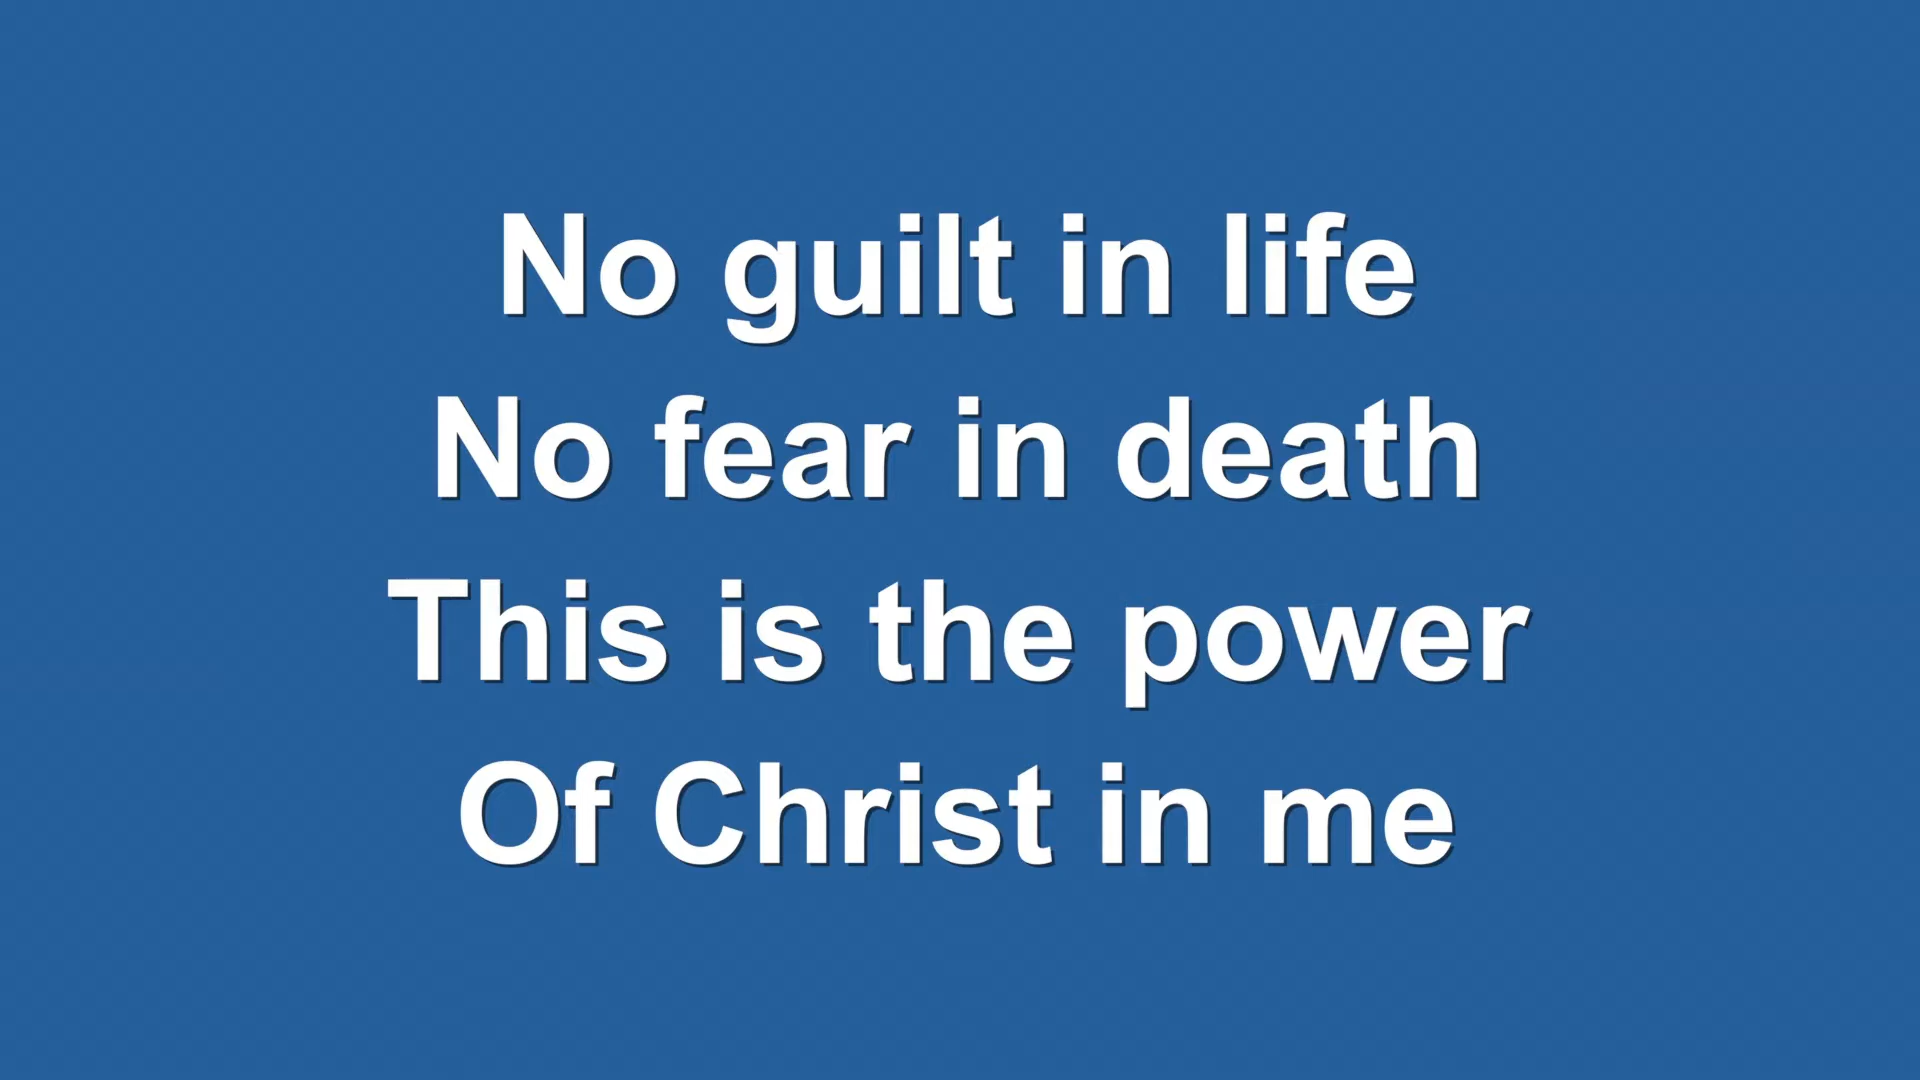 No guilt in life
No fear in death
This is the power
Of Christ in me